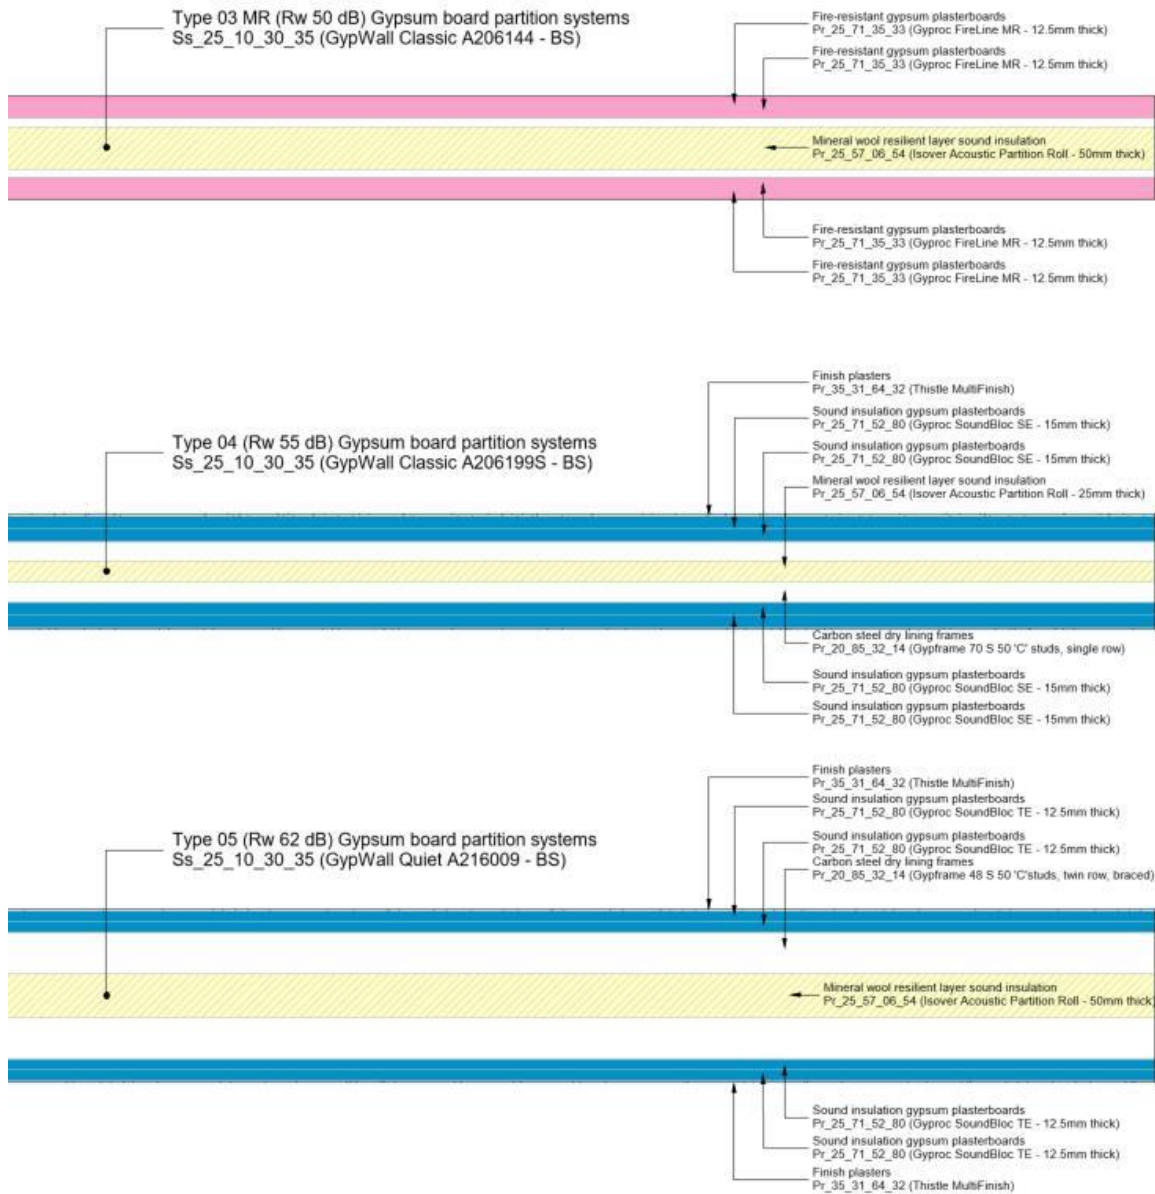 Type 03 MR (Rw 50 dB) Gypsum board partition systems
Ss_25_10_30_35 (GypWall Classic A206144 - BS)
Fire-resistant gypsum plasterboards
Pr_25_71_35_33 (Gyproc FireLine MR - 12.5mm thick)
Fire-resistant gypsum plasterboards
Pr_25_71_35_33 (Gyproc FireLine MR - 12.5mm thick)
Mineral wool resilient layer sound insulation
Pr_25_57_06_54 (Isover Acoustic Partition Roll - 50mm thick)
Fire-resistant gypsum plasterboards
Pr_25_71_35_33 (Gyproc FireLine MR - 12.5mm thick)
Fire-resistant gypsum plasterboards
Pr_25_71_35_33 (Gyproc FireLine MR - 12.5mm thick)
Finish plasters
Pr_35_31_64_32 (Thistle MultiFinish)
Sound insulation gypsum plasterboards
Pr_25_71_52_80 (Gyproc SoundBloc SE - 15mm thick)
Type 04 (Rw 55 dB) Gypsum board partition systems
Ss_25_10_30_35 (GypWall Classic A206199S - BS)
Sound insulation gypsum plasterboards
Pr_25_71_52_80 (Gyproc SoundBloc SE - 15mm thick)
Mineral wool resilient layer sound insulation
Pr_25_57_06_54 (Isover Acoustic Partition Roll - 25mm thick)
Carbon steel dry lining frames
Pr_20_85_32_14 (Gypframe 70 S 50 'C' studs, single row)
Sound insulation gypsum plasterboards
Pr_25_71_52_80 (Gyproc SoundBloc SE - 15mm thick)
Sound insulation gypsum plasterboards
Pr_25_71_52_80 (Gyproc SoundBloc SE - 15mm thick)
Finish plasters
Pr_35_31_64_32 (Thistle MultiFinish)
Sound insulation gypsum plasterboards
Pr_25_71_52_80 (Gyproc SoundBloc TE - 12.5mm thick)
Type 05 (Rw 62 dB) Gypsum board partition systems
Ss_25_10_30_35 (GypWall Quiet A216009 - BS)
Sound insulation gypsum plasterboards
Pr_25_71_52_80 (Gyproc SoundBloc TE - 12.5mm thick)
Carbon steel dry lining frames
Pr_20_85_32_14 (Gypframe 48 S 50 'C'studs, twin row, braced)
Mineral wool resilient layer sound insulation
Pr_25_57_06_54 (Isover Acoustic Partition Roll - 50mm thick)
Sound insulation gypsum plasterboards
Pr_25_71_52_80 (Gyproc SoundBloc TE - 12.5mm thick)
Sound insulation gypsum plasterboards
Pr_25_71_52_80 (Gyproc SoundBloc TE - 12.5mm thick)
Finish plasters
Pr_35_31_64_32 (Thistle MultiFinish)